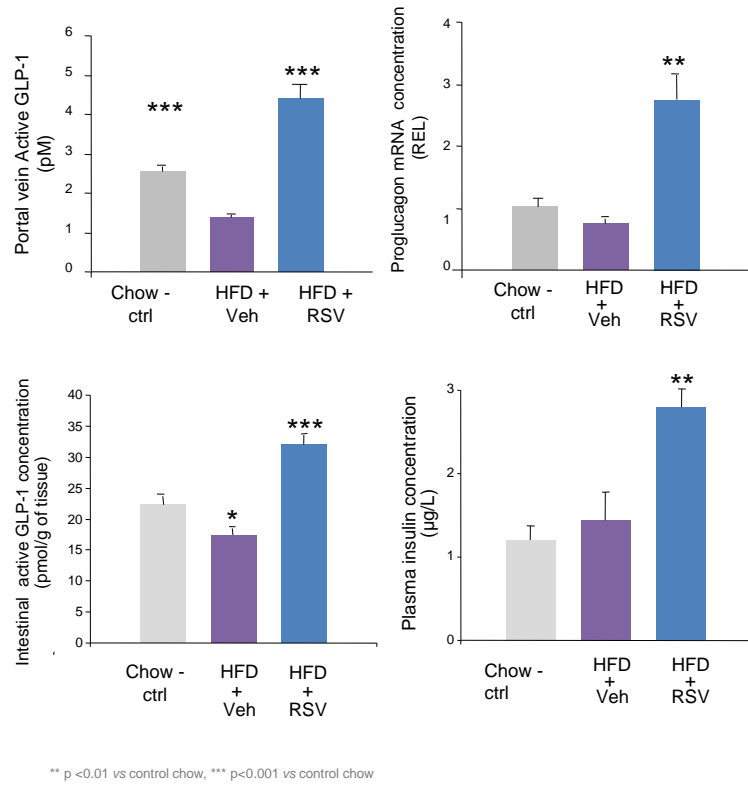 Portal vein Active GLP-1
(pM)
6
5
4
3
2
1
0
***
***
Chow -
ctrl
HFD +
Veh
HFD +
RSV
Proglucagon mRNA concentration
(REL)
4
3
2
1
0
**
Chow -
ctrl
HFD
+
Veh
HFD
+
RSV
Intestinal active GLP-1 concentration
(pmol/g of tissue)
-
40
35
30
25
20
15
10
5
0
*
***
Chow -
ctrl
HFD
+
Veh
HFD
+
RSV
Plasma insulin concentration
(µg/L)
3
2
1
0
**
Chow -
ctrl
HFD
+
Veh
HFD
+
RSV
** p <0.01 vs control chow, *** p<0.001 vs control chow